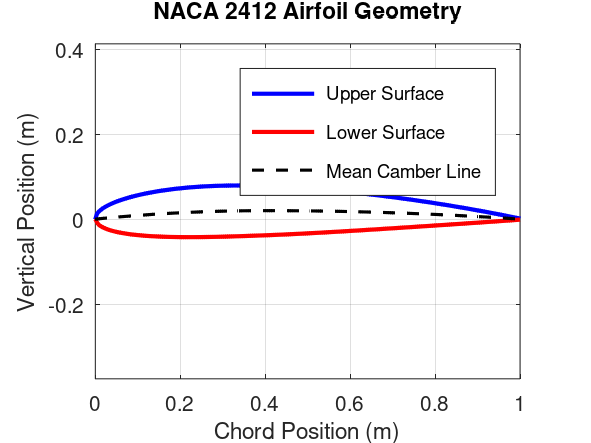 NACA 2412 Airfoil Geometry
0.4
0.2
0
-0.2
Vertical Position (m)
Upper Surface
Lower Surface
Mean Camber Line
0 0.2 0.4 0.6 0.8 1
Chord Position (m)